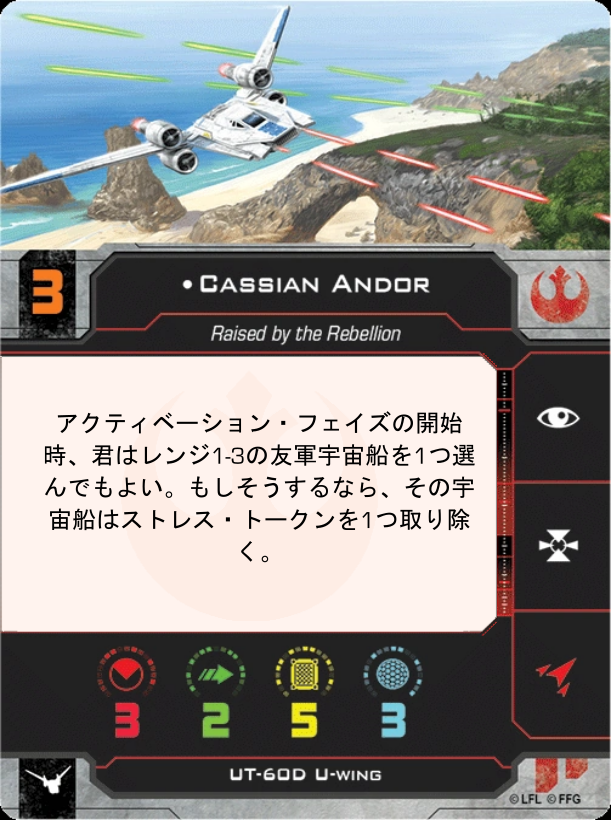 3
•Cassian Andor
Raised by the Rebellion
アクティベーション・フェイズの開始
時、君はレンジ1-3の友軍宇宙船を1つ選
んでもよい。もしそうするなら、その宇
宙船はストレス・トークンを1つ取り除
く。
3 2 5 3
UT-60D U-wing
©LFL ©FFG